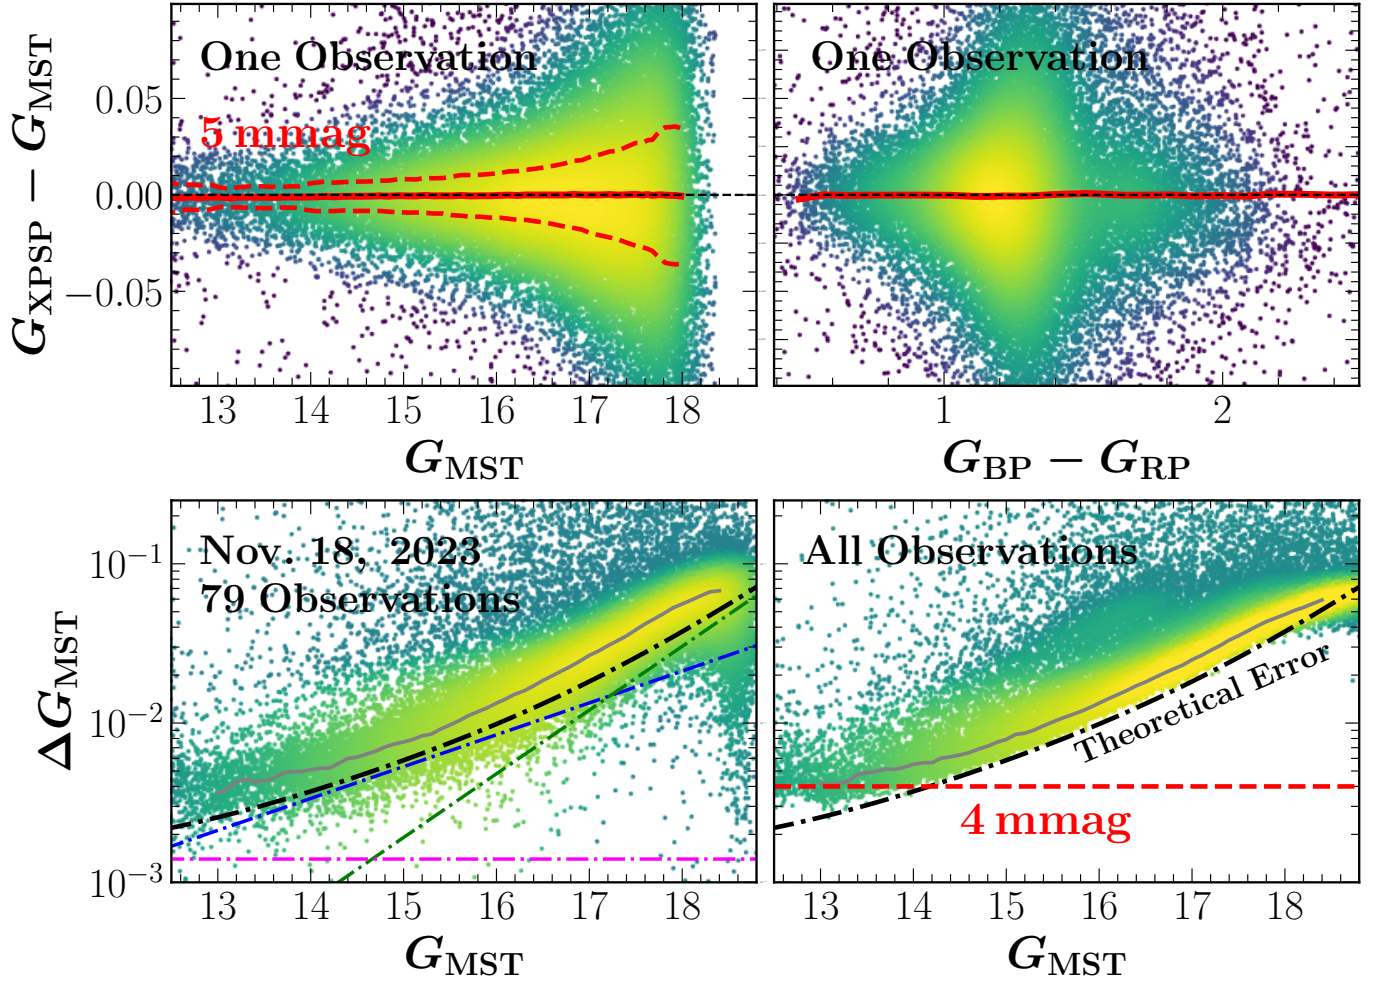 G_XPSP − G_MST
0.05
0.00
−0.05
One Observation
5 mmag
13 14 15 16 17 18
G_MST
One Observation
1 2
G_BP − G_RP
ΔG_MST
10^−1
10^−2
10^−3
Nov. 18, 2023
79 Observations
13 14 15 16 17 18
G_MST
All Observations
Theoretical Error
4 mmag
13 14 15 16 17 18
G_MST